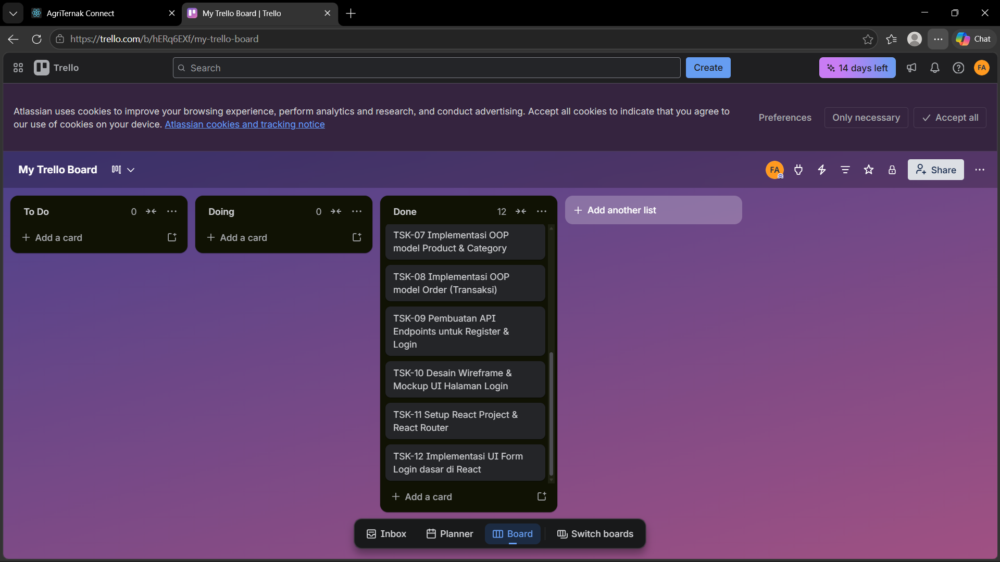 AgriTernak Connect
My Trello Board | Trello
https://trello.com/b/hERq6EXf/my-trello-board
Chat
Trello
Search
Create
14 days left
FA
Atlassian uses cookies to improve your browsing experience, perform analytics and research, and conduct advertising. Accept all cookies to indicate that you agree to
our use of cookies on your device. Atlassian cookies and tracking notice
Preferences
Only necessary
Accept all
My Trello Board
FA
Share
To Do
0
Add a card
Doing
0
Add a card
Done
12
TSK-07 Implementasi OOP
model Product & Category
TSK-08 Implementasi OOP
model Order (Transaksi)
TSK-09 Pembuatan API
Endpoints untuk Register &
Login
TSK-10 Desain Wireframe &
Mockup UI Halaman Login
TSK-11 Setup React Project &
React Router
TSK-12 Implementasi UI Form
Login dasar di React
Add a card
Add another list
Inbox
Planner
Board
Switch boards